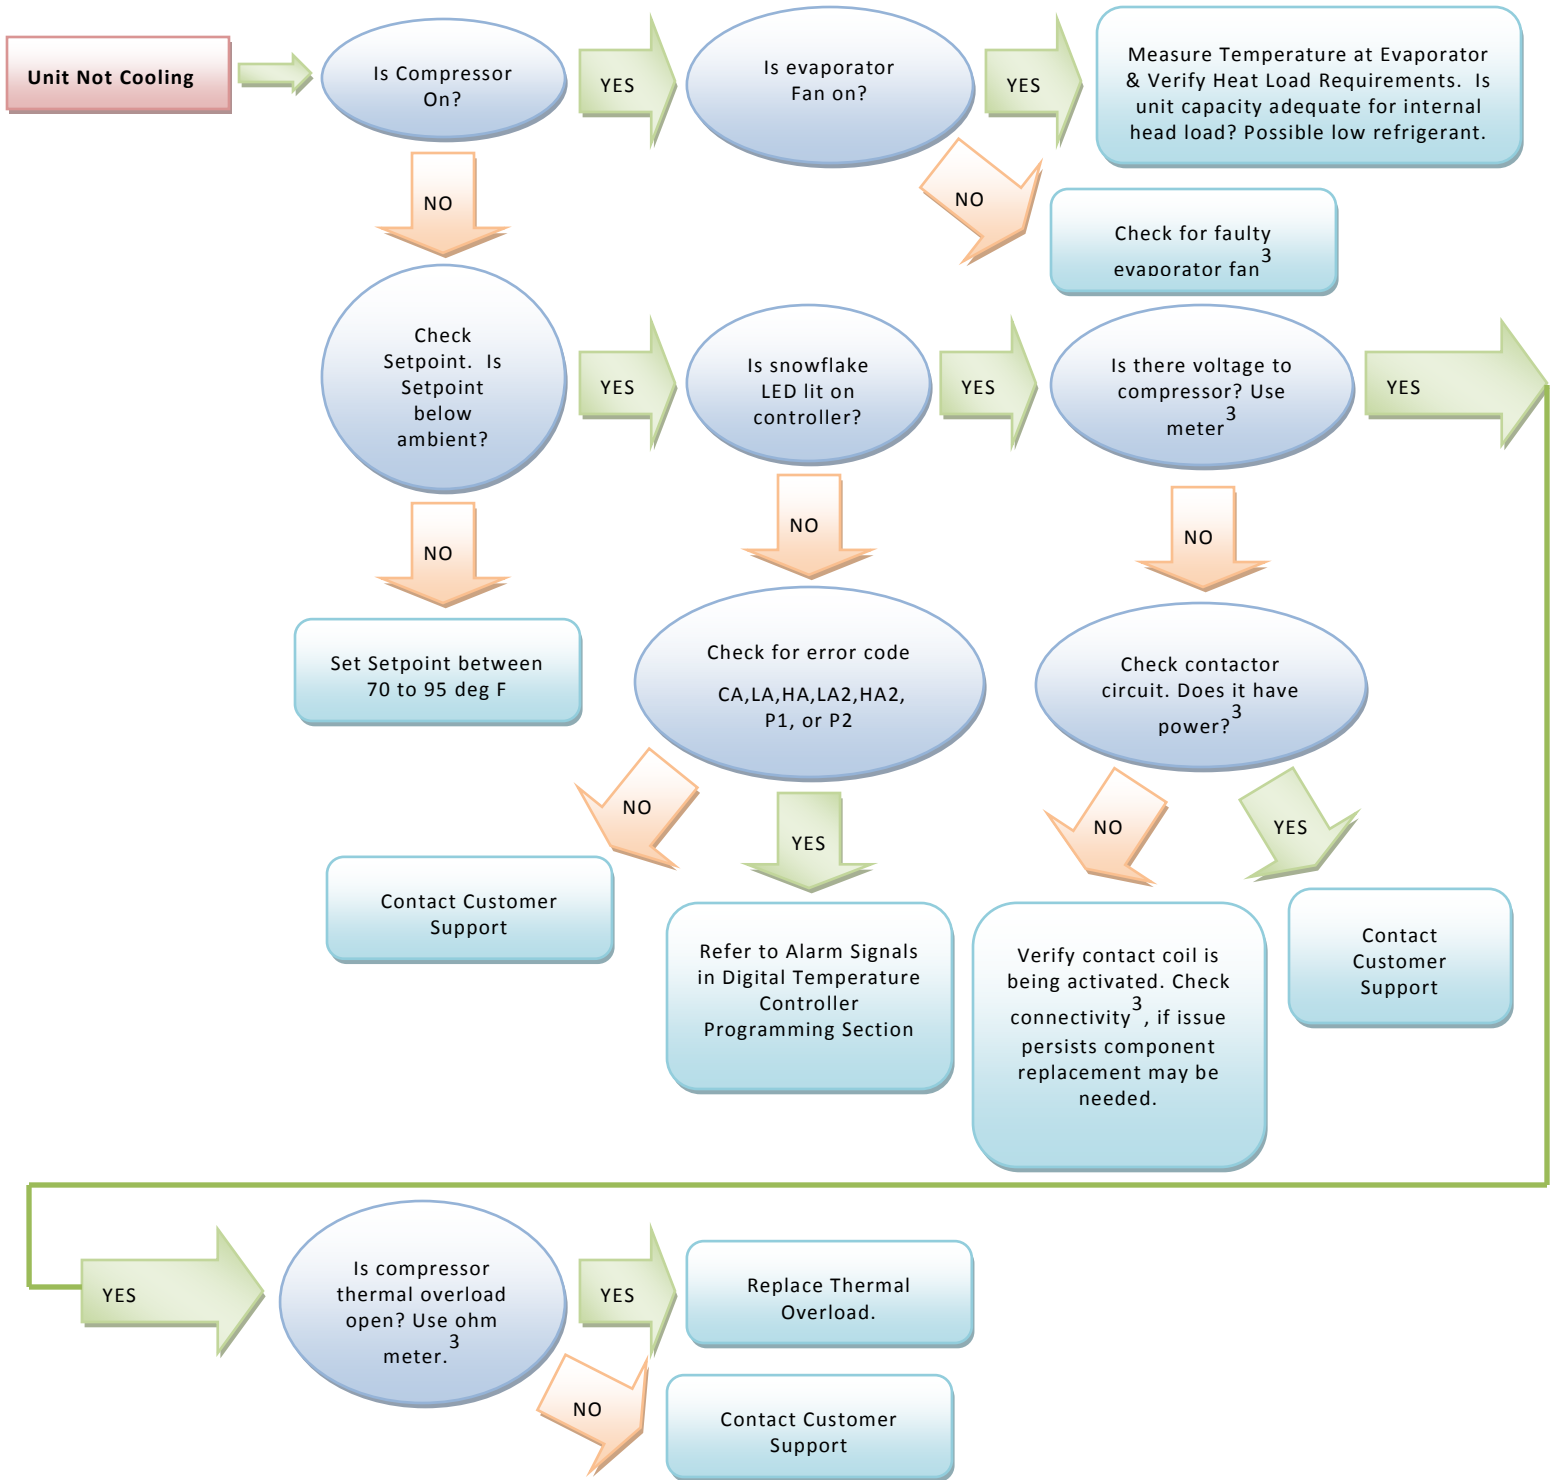 Unit Not Cooling
Is Compressor
On?
YES
Is evaporator
Fan on?
YES
Measure Temperature at Evaporator
& Verify Heat Load Requirements. Is
unit capacity adequate for internal
head load? Possible low refrigerant.
NO
NO
Check for faulty
evaporator fan3
Check
Setpoint. Is
Setpoint
below
ambient?
YES
Is snowflake
LED lit on
controller?
YES
Is there voltage to
compressor? Use
meter3
YES
NO
NO
NO
Set Setpoint between
70 to 95 deg F
Check for error code
CA,LA,HA,LA2,HA2,
P1, or P2
Check contactor
circuit. Does it have
power?3
NO
YES
NO
YES
Contact Customer
Support
Refer to Alarm Signals
in Digital Temperature
Controller
Programming Section
Verify contact coil is
being activated. Check
connectivity3, if issue
persists component
replacement may be
needed.
Contact
Customer
Support
YES
Is compressor
thermal overload
open? Use ohm
meter.3
YES
Replace Thermal
Overload.
NO
Contact Customer
Support